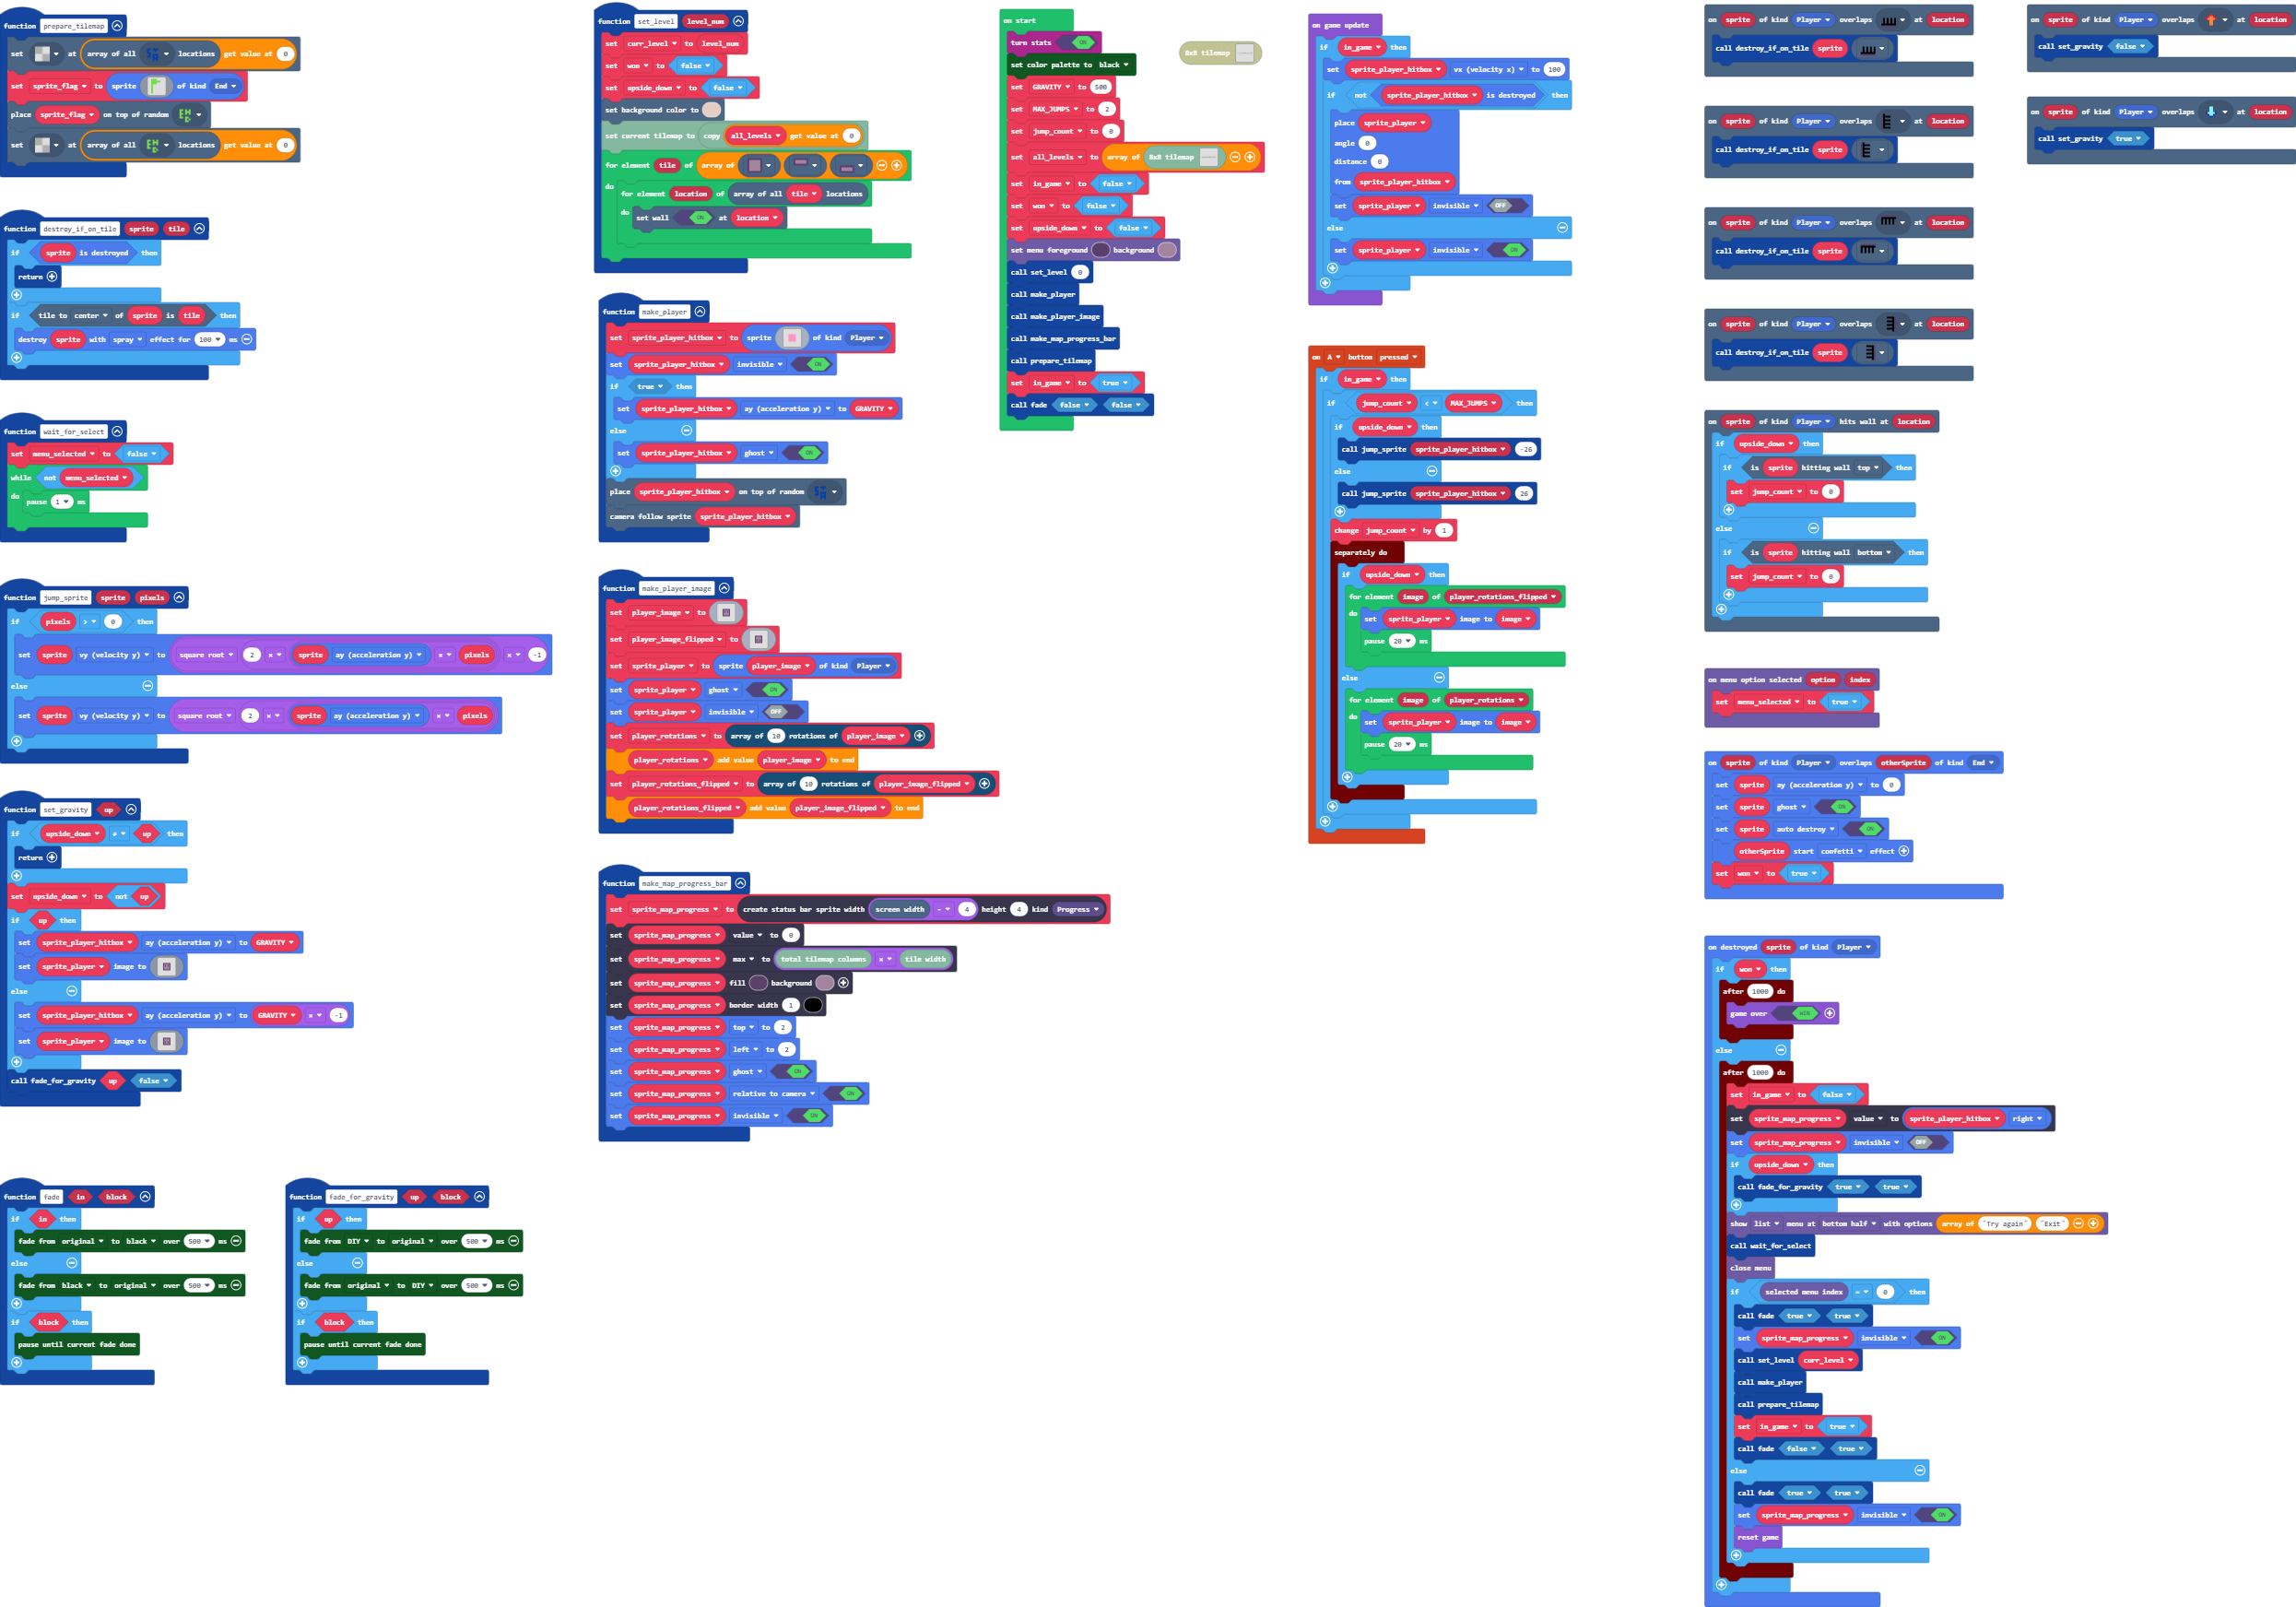 function prepare_tilemap
set at array of all locations get value at 0
set sprite_flag to sprite of kind End
place sprite_flag on top of random
set at array of all locations get value at 0
function destroy_if_on_tile sprite tile
if sprite is destroyed then
return
if tile to center of sprite is tile then
destroy sprite with spray effect for 100 ms
function wait_for_select
set menu_selected to false
while not menu_selected
do
pause 1 ms
function jump_sprite sprite pixels
if pixels > 0 then
set sprite vy (velocity y) to square root 2 × sprite ay (acceleration y) × pixels × -1
else
set sprite vy (velocity y) to square root 2 × sprite ay (acceleration y) × pixels
function set_gravity up
if upside_down ≠ up then
return
set upside_down to not up
if up then
set sprite_player_hitbox ay (acceleration y) to GRAVITY
set sprite_player image to
else
set sprite_player_hitbox ay (acceleration y) to GRAVITY × -1
set sprite_player image to
call fade_for_gravity up false
function fade in block
if in then
fade from original to black over 500 ms
else
fade from black to original over 500 ms
if block then
pause until current fade done
function fade_for_gravity up block
if up then
fade from DIY to original over 500 ms
else
fade from original to DIY over 500 ms
if block then
pause until current fade done
function set_level level_num
set curr_level to level_num
set won to false
set upside_down to false
set background color to
set current tilemap to copy all_levels get value at 0
for element tile of array of
do
for element location of array of all tile locations
do
set wall ON at location
function make_player
set sprite_player_hitbox to sprite of kind Player
set sprite_player_hitbox invisible ON
if true then
set sprite_player_hitbox ay (acceleration y) to GRAVITY
else
set sprite_player_hitbox ghost ON
place sprite_player_hitbox on top of random
camera follow sprite sprite_player_hitbox
function make_player_image
set player_image to
set player_image_flipped to
set sprite_player to sprite player_image of kind Player
set sprite_player ghost ON
set sprite_player invisible OFF
set player_rotations to array of 10 rotations of player_image
player_rotations add value player_image to end
set player_rotations_flipped to array of 10 rotations of player_image_flipped
player_rotations_flipped add value player_image_flipped to end
function make_map_progress_bar
set sprite_map_progress to create status bar sprite width screen width - 4 height 4 kind Progress
set sprite_map_progress value to 0
set sprite_map_progress max to total tilemap columns × tile width
set sprite_map_progress fill background
set sprite_map_progress border width 1
set sprite_map_progress top to 2
set sprite_map_progress left to 2
set sprite_map_progress ghost ON
set sprite_map_progress relative to camera ON
set sprite_map_progress invisible ON
on start
turn stats ON
set color palette to black
set GRAVITY to 500
set MAX_JUMPS to 2
set jump_count to 0
set all_levels to array of 8x8 tilemap
set in_game to false
set won to false
set upside_down to false
set menu foreground background
call set_level 0
call make_player
call make_player_image
call make_map_progress_bar
call prepare_tilemap
set in_game to true
call fade false false
8x8 tilemap
on game update
if in_game then
set sprite_player_hitbox vx (velocity x) to 100
if not sprite_player_hitbox is destroyed then
place sprite_player
angle 0
distance 0
from sprite_player_hitbox
set sprite_player invisible OFF
else
set sprite_player invisible ON
on A button pressed
if in_game then
if jump_count < MAX_JUMPS then
if upside_down then
call jump_sprite sprite_player_hitbox -26
else
call jump_sprite sprite_player_hitbox 26
change jump_count by 1
separately do
if upside_down then
for element image of player_rotations_flipped
do
set sprite_player image to image
pause 20 ms
else
for element image of player_rotations
do
set sprite_player image to image
pause 20 ms
on sprite of kind Player overlaps at location
call destroy_if_on_tile sprite
on sprite of kind Player overlaps at location
call destroy_if_on_tile sprite
on sprite of kind Player overlaps at location
call destroy_if_on_tile sprite
on sprite of kind Player overlaps at location
call destroy_if_on_tile sprite
on sprite of kind Player hits wall at location
if upside_down then
if is sprite hitting wall top then
set jump_count to 0
else
if is sprite hitting wall bottom then
set jump_count to 0
on menu option selected option index
set menu_selected to true
on sprite of kind Player overlaps otherSprite of kind End
set sprite ay (acceleration y) to 0
set sprite ghost ON
set sprite auto destroy ON
otherSprite start confetti effect
set won to true
on destroyed sprite of kind Player
if won then
after 1000 do
game over WIN
else
after 1000 do
set in_game to false
set sprite_map_progress value to sprite_player_hitbox right
set sprite_map_progress invisible OFF
if upside_down then
call fade_for_gravity true true
show list menu at bottom half with options array of "Try again" "Exit"
call wait_for_select
close menu
if selected menu index = 0 then
call fade true true
set sprite_map_progress invisible ON
call set_level curr_level
call make_player
call prepare_tilemap
set in_game to true
call fade false true
else
call fade true true
set sprite_map_progress invisible ON
reset game
on sprite of kind Player overlaps at location
call set_gravity false
on sprite of kind Player overlaps at location
call set_gravity true